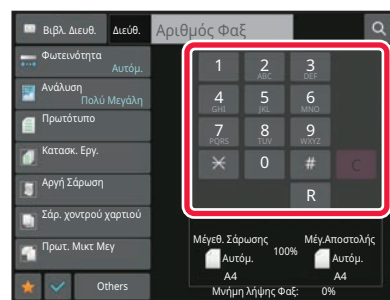 Βιβλ. Διευθ.
Διεύθ.
Αριθμός Φαξ
Φωτεινότητα
Αυτόμ.
Ανάλυση
Πολύ Μεγάλη
Πρωτότυπο
Κατασκ. Εργ.
Αργή Σάρωση
Σάρ. χοντρού χαρτιού
Πρωτ. Μικτ Μεγ
Others
1 2 3
ABC DEF
4 5 6
GHI JKL MNO
7 8 9
PQRS TUV WXYZ
0 # C
R
Μέγεθ. Σάρωσης
Αυτόμ.
A4
100%
Μέγ.Αποστολής
Αυτόμ.
A4
Μνήμη λήψης Φαξ: 0%